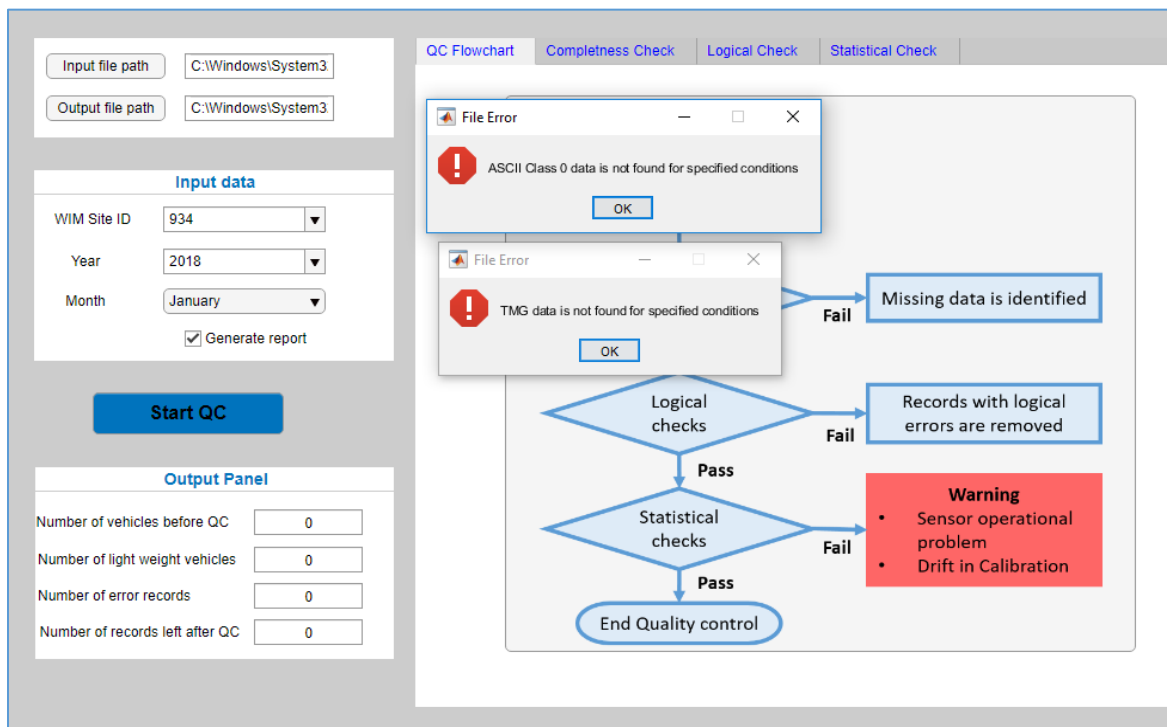 Input file path
C:\Windows\System3
Output file path
C:\Windows\System3
Input data
WIM Site ID
934
Year
2018
Month
January
Generate report
Start QC
Output Panel
Number of vehicles before QC
0
Number of light weight vehicles
0
Number of error records
0
Number of records left after QC
0
QC Flowchart
Completness Check
Logical Check
Statistical Check
File Error
ASCII Class 0 data is not found for specified conditions
OK
File Error
TMG data is not found for specified conditions
OK
Fail
Missing data is identified
Logical
checks
Fail
Records with logical
errors are removed
Pass
Statistical
checks
Fail
Warning
• Sensor operational
problem
• Drift in Calibration
Pass
End Quality control